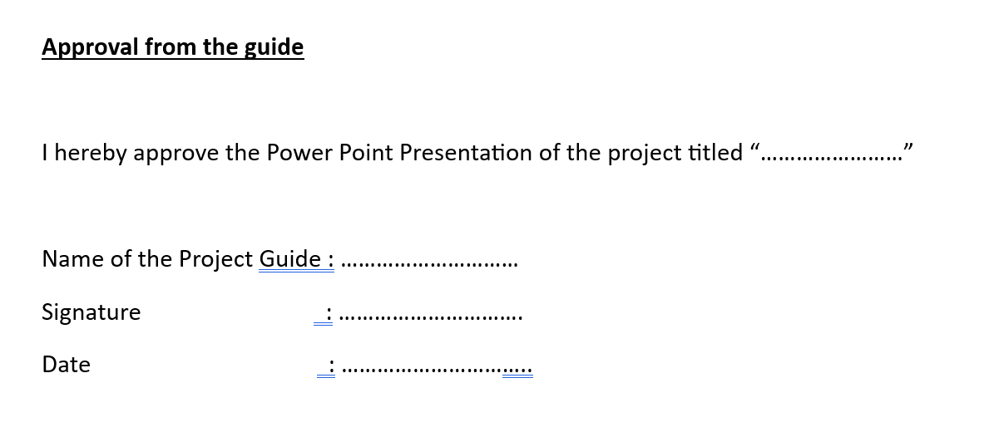 Approval from the guide
I hereby approve the Power Point Presentation of the project titled “……………………”
Name of the Project Guide : …………………………
Signature : ………………………….
Date : …………………………..